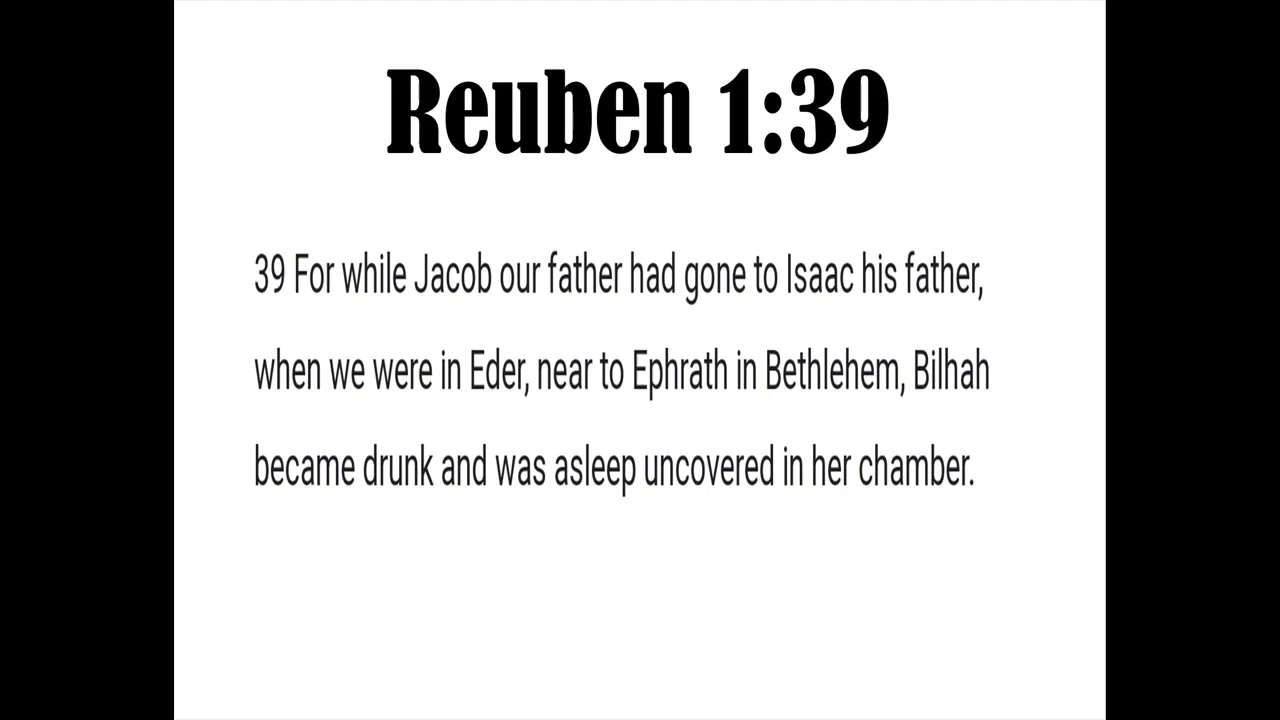 Reuben 1:39
39 For while Jacob our father had gone to Isaac his father,
when we were in Eder, near to Ephrath in Bethlehem, Bilhah
became drunk and was asleep uncovered in her chamber.